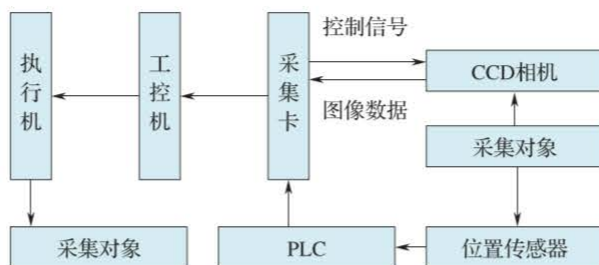 控制信号
执行机
工控机
采集卡
CCD相机
图像数据
采集对象
采集对象
PLC
位置传感器